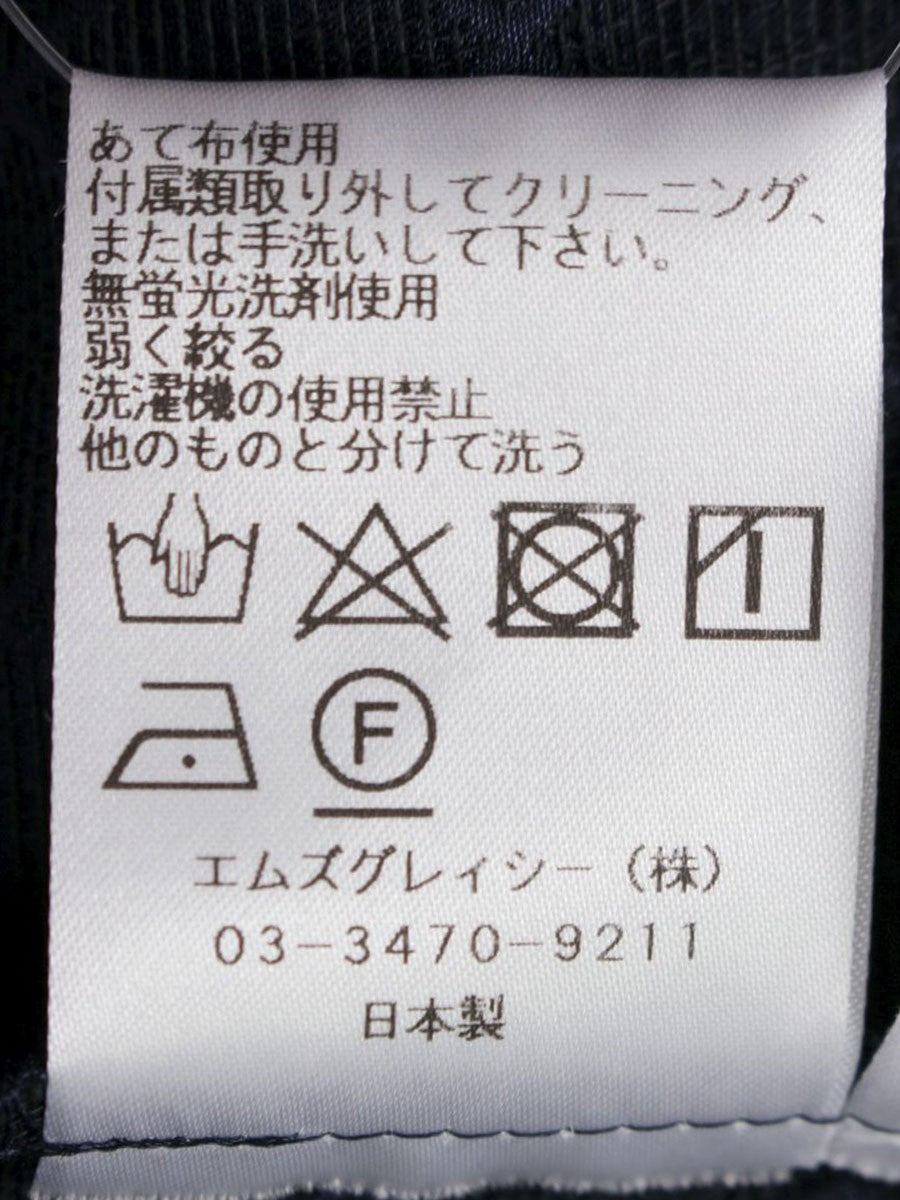 あて布使用
付属類取り外してクリーニング、
または手洗いして下さい。
無蛍光洗剤使用
弱く絞る
洗濯機の使用禁止
他のものと分けて洗う
F
エムズグレィシー（株）
03-3470-9211
日本製